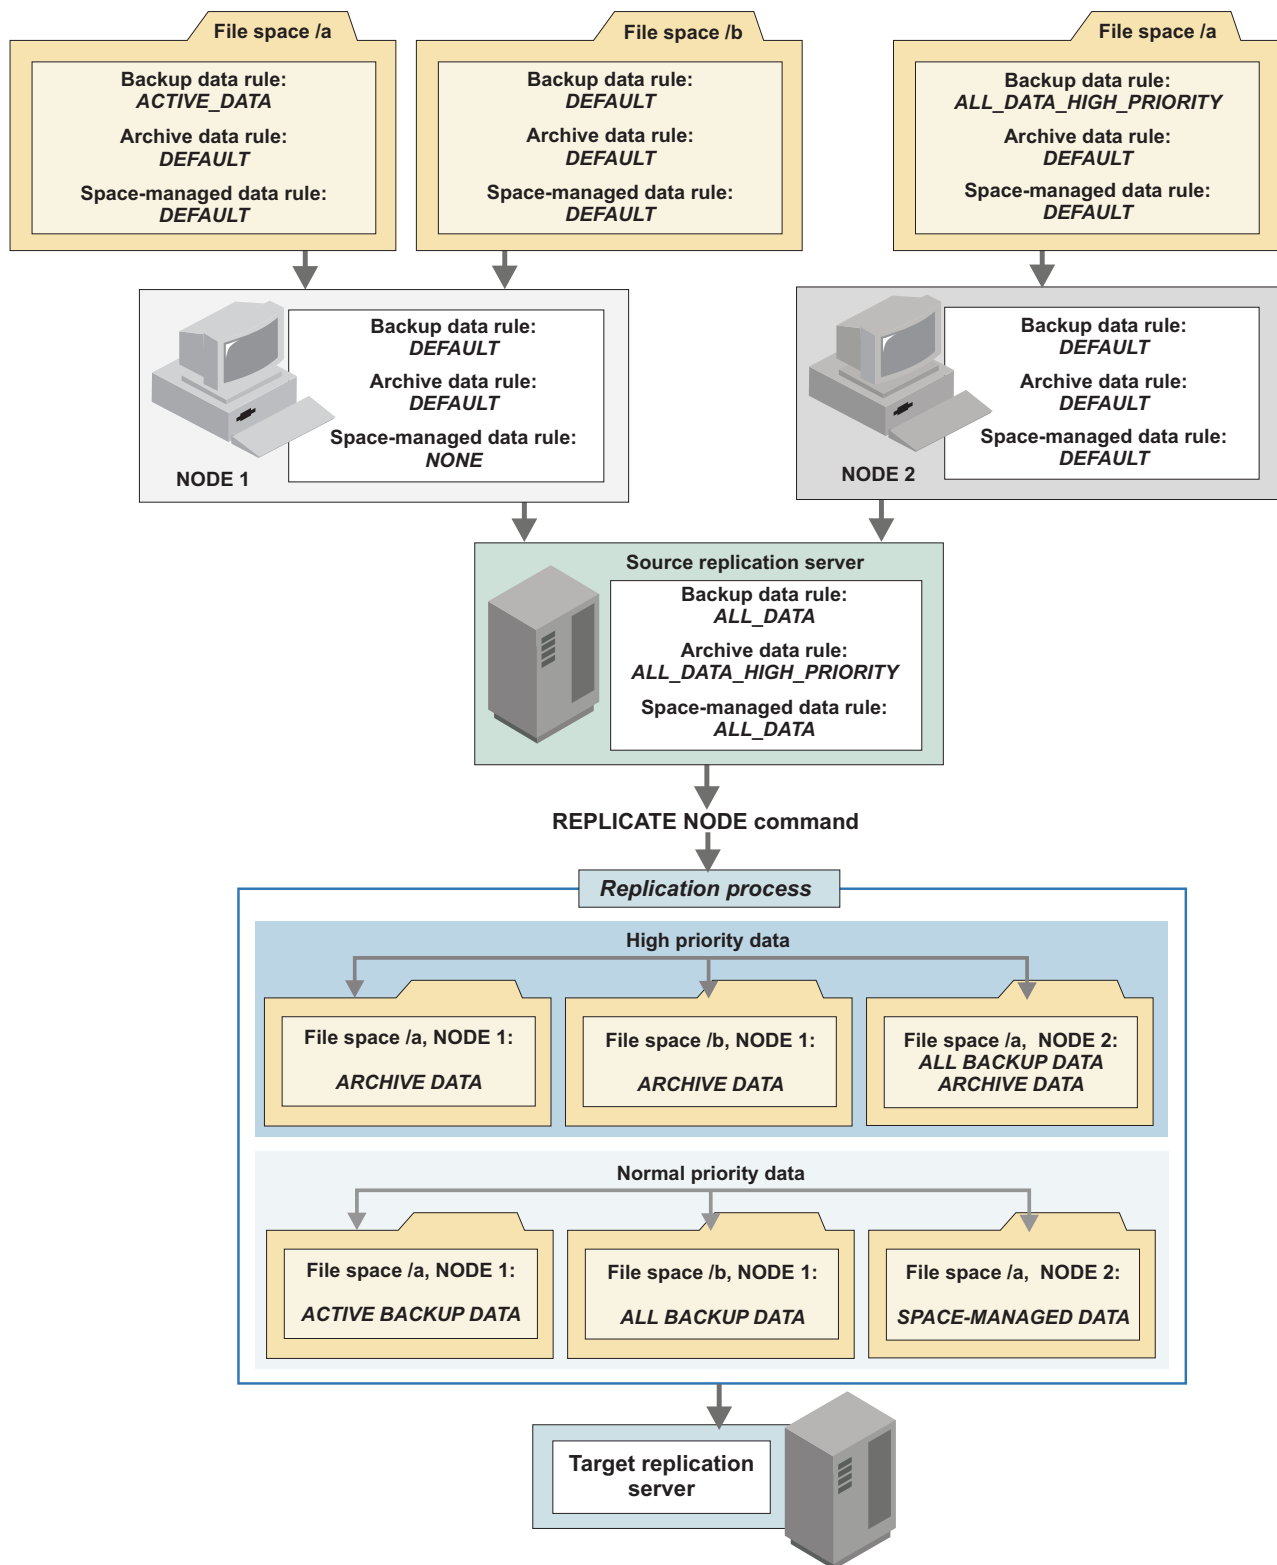 File space /a
Backup data rule:
ACTIVE_DATA
Archive data rule:
DEFAULT
Space-managed data rule:
DEFAULT
File space /b
Backup data rule:
DEFAULT
Archive data rule:
DEFAULT
Space-managed data rule:
DEFAULT
File space /a
Backup data rule:
ALL_DATA_HIGH_PRIORITY
Archive data rule:
DEFAULT
Space-managed data rule:
DEFAULT
Backup data rule:
DEFAULT
Archive data rule:
DEFAULT
Space-managed data rule:
NONE
NODE 1
Backup data rule:
DEFAULT
Archive data rule:
DEFAULT
Space-managed data rule:
DEFAULT
NODE 2
Source replication server
Backup data rule:
ALL_DATA
Archive data rule:
ALL_DATA_HIGH_PRIORITY
Space-managed data rule:
ALL_DATA
REPLICATE NODE command
Replication process
High priority data
File space /a, NODE 1:
ARCHIVE DATA
File space /b, NODE 1:
ARCHIVE DATA
File space /a, NODE 2:
ALL BACKUP DATA
ARCHIVE DATA
Normal priority data
File space /a, NODE 1:
ACTIVE BACKUP DATA
File space /b, NODE 1:
ALL BACKUP DATA
File space /a, NODE 2:
SPACE-MANAGED DATA
Target replication
server